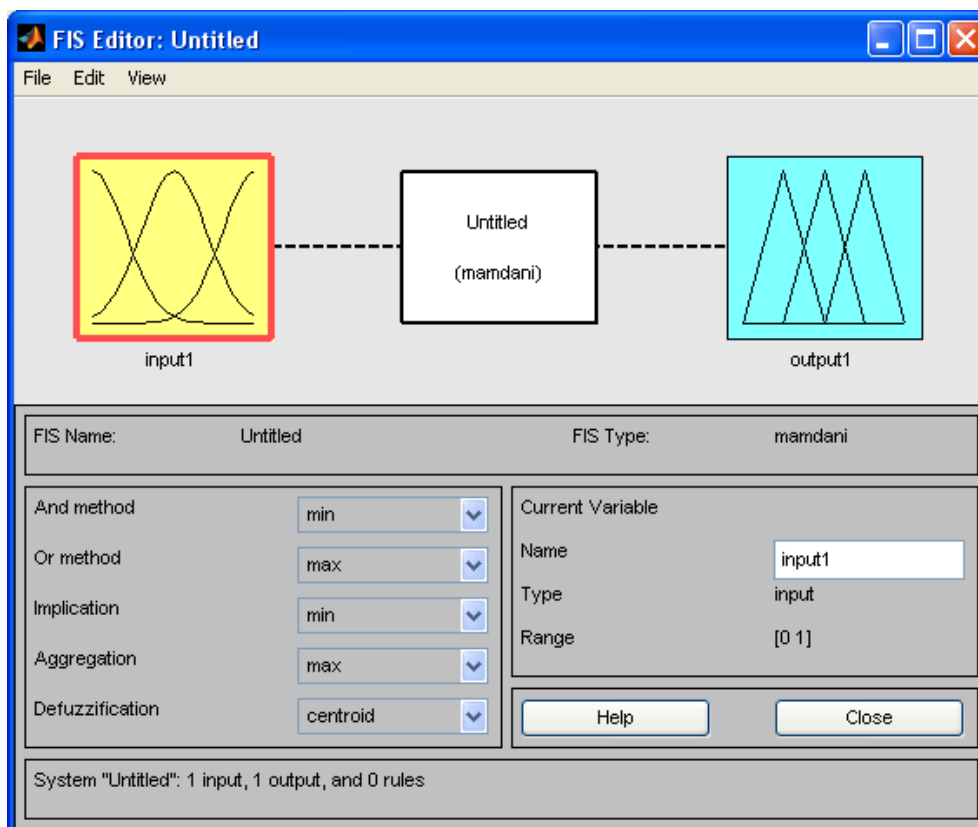 FIS Editor: Untitled
File Edit View
Untitled
(mamdani)
input1
output1
FIS Name: Untitled FIS Type: mamdani
And method min
Or method max
Implication min
Aggregation max
Defuzzification centroid
Current Variable
Name input1
Type input
Range [0 1]
Help Close
System "Untitled": 1 input, 1 output, and 0 rules